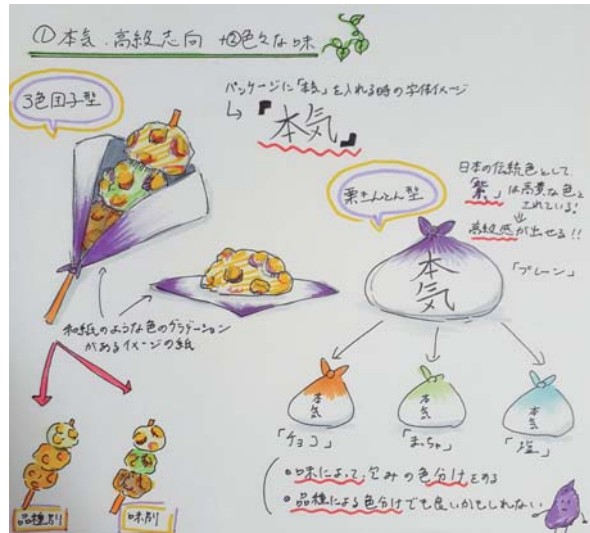 ①本気・高級志向 +②色々な味
3色団子型
パッケージに「本気」を入れる時の字体イメージ
『本気』
栗きんとん型
日本の伝統色として
「紫」は高貴な色と
されている!
高級感が出せる!!
本気
「プレーン」
和紙のような色のグラデーション
があるイメージの紙
本気
「チョコ」
本気
「まっちゃ」
本気
「塩」
品種別
味別
•味によって、包みの色分けをする
•品種による色分けでも良いかもしれない